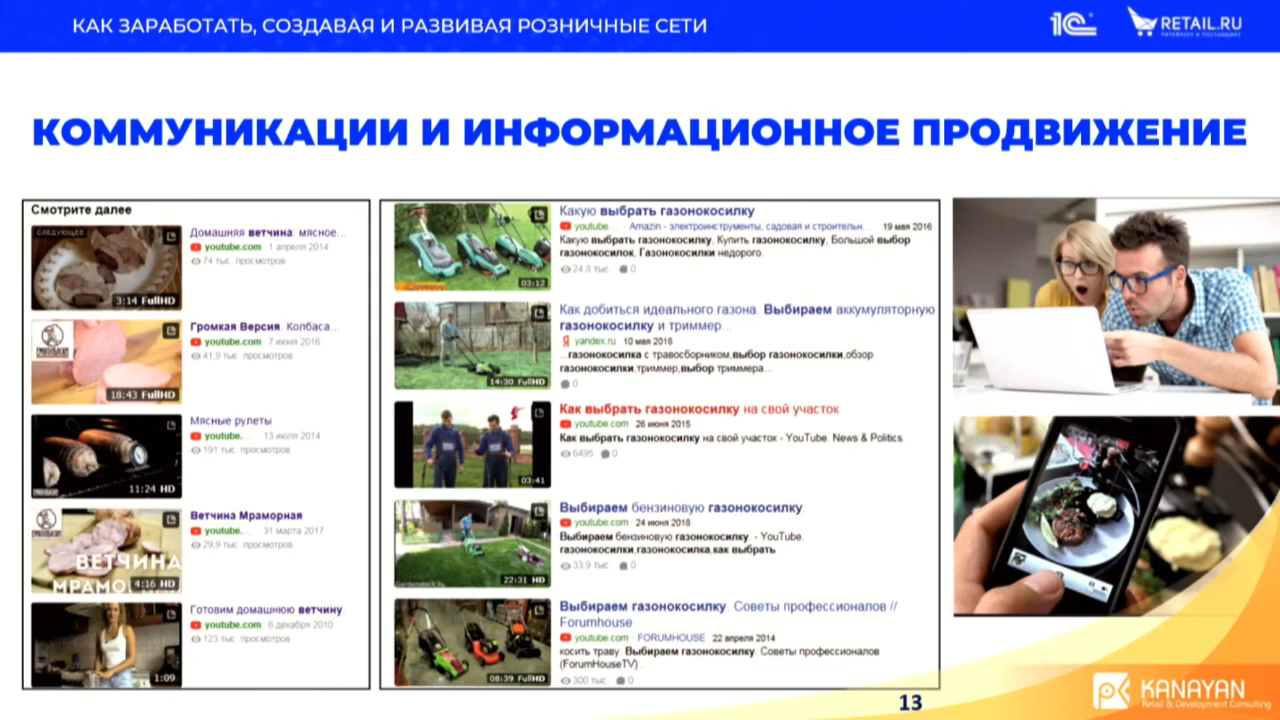 КАК ЗАРАБОТАТЬ, СОЗДАВАЯ И РАЗВИВАЯ РОЗНИЧНЫЕ СЕТИ
1С
RETAIL.RU
КОММУНИКАЦИИ И ИНФОРМАЦИОННОЕ ПРОДВИЖЕНИЕ
Смотрите далее
СЛЕДУЮЩЕЕ
3:14 FullHD
Домашняя ветчина: мясное...
youtube.com · 1 апреля 2014
74 тыс. просмотров
18:43 FullHD
Громкая Версия. Колбаса...
youtube.com · 7 июня 2016
41,9 тыс. просмотров
11:24 HD
Мясные рулеты
youtube. 13 июля 2014
191 тыс. просмотров
ВЕТЧИНА
4:16 HD
Ветчина Мраморная
youtube. 31 марта 2017
29,9 тыс. просмотров
1:09
Готовим домашнюю ветчину.
youtube.com · 6 декабря 2010
123 тыс. просмотров
03:12
Какую выбрать газонокосилку
youtube... · Amazin - электроинструменты, садовая и строительн... 19 мая 2016
Какую выбрать газонокосилку, Купить газонокосилку, Большой выбор
газонокосилок, Газонокосилки недорого.
24,8 тыс. 0
14:30 FullHD
Как добиться идеального газона. Выбираем аккумуляторную
газонокосилку и триммер...
yandex.ru 10 мая 2016
...газонокосилка с травосборником,выбор газонокосилки,обзор
газонокосилки,триммер,выбор триммера...
0
03:41
Как выбрать газонокосилку на свой участок
youtube.com 26 июня 2015
Как выбрать газонокосилку на свой участок - YouTube. News & Politics.
6495 0
22:31 HD
Выбираем бензиновую газонокосилку.
youtube.com 24 июня 2016
Выбираем бензиновую газонокосилку. - YouTube.
газонокосилки,газонокосилка,как выбрать
33,9 тыс. 0
08:39 FullHD
Выбираем газонокосилку. Советы профессионалов //
Forumhouse
youtube.com · FORUMHOUSE 22 апреля 2014
косить траву. Выбираем газонокосилку. Советы профессионалов
(ForumHouseTV) .
300 тыс. 0
13
KANAYAN
Retail & Development Consulting